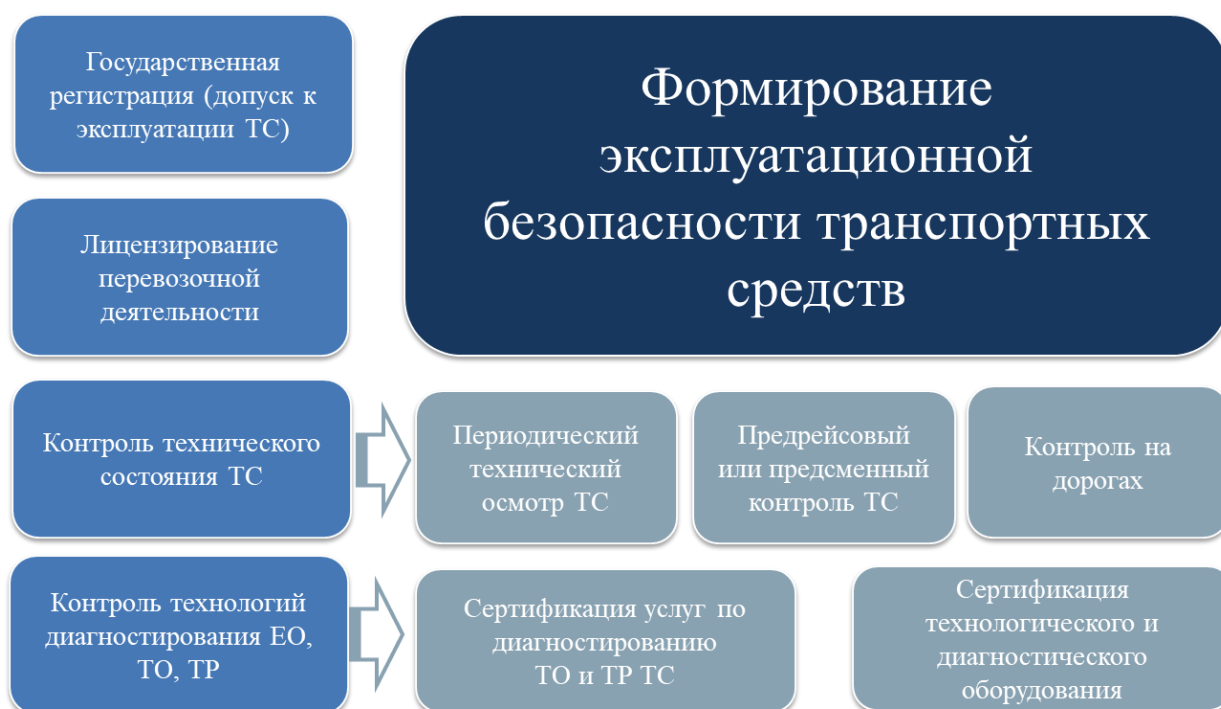 Государственная
регистрация (допуск к
эксплуатации ТС)
Формирование
эксплуатационной
безопасности транспортных
средств
Лицензирование
перевозочной
деятельности
Контроль технического
состояния ТС
Периодический
технический
осмотр ТС
Предрейсовый
или предсменный
контроль ТС
Контроль на
дорогах
Контроль технологий
диагностирования ЕО,
ТО, ТР
Сертификация услуг по
диагностированию
ТО и ТР ТС
Сертификация
технологического и
диагностического
оборудования